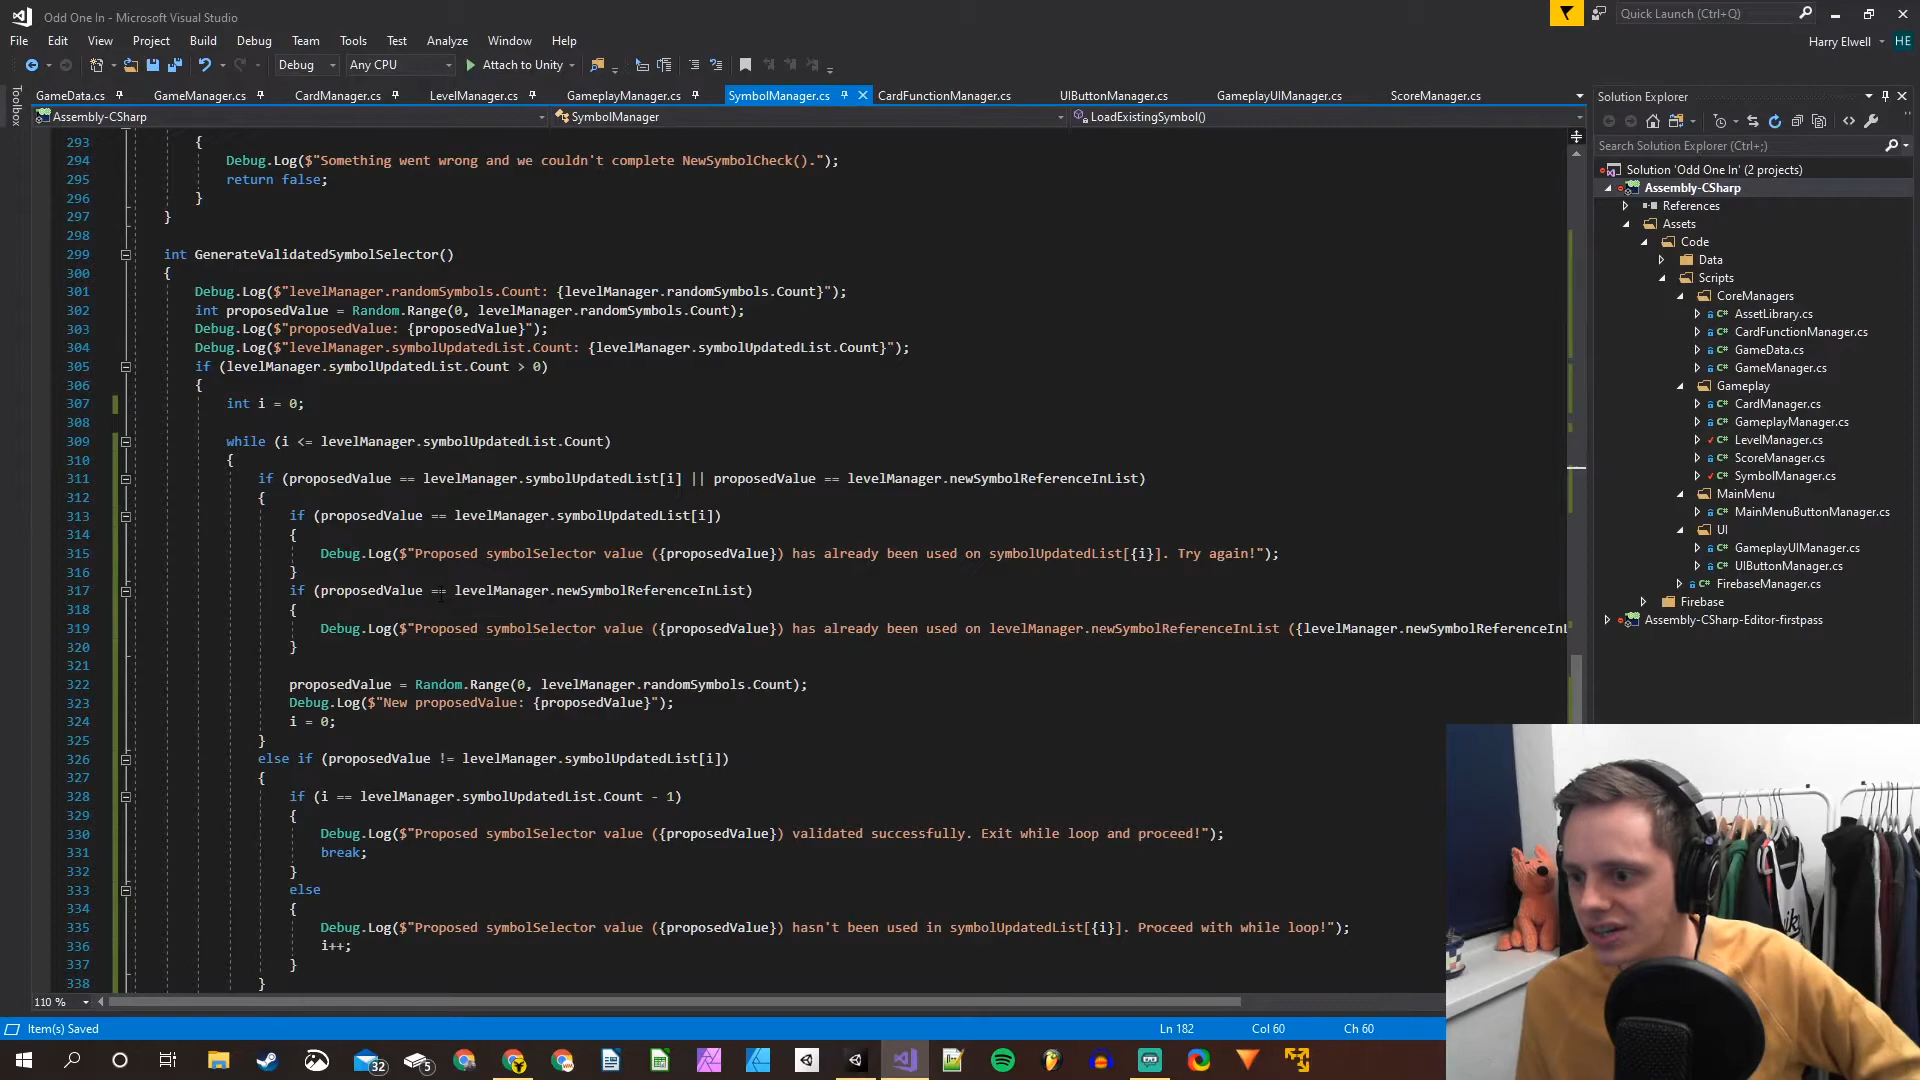 Odd One In - Microsoft Visual Studio
Quick Launch (Ctrl+Q)
File Edit View Project Build Debug Team Tools Test Analyze Window Help
Harry Elwell HE
Debug Any CPU Attach to Unity
Toolbox
GameData.cs GameManager.cs CardManager.cs LevelManager.cs GameplayManager.cs SymbolManager.cs CardFunctionManager.cs UIButtonManager.cs GameplayUIManager.cs ScoreManager.cs
Assembly-CSharp SymbolManager LoadExistingSymbol()
293 {
294 Debug.Log($"Something went wrong and we couldn't complete NewSymbolCheck().");
295 return false;
296 }
297 }
298
299 int GenerateValidatedSymbolSelector()
300 {
301 Debug.Log($"levelManager.randomSymbols.Count: {levelManager.randomSymbols.Count}");
302 int proposedValue = Random.Range(0, levelManager.randomSymbols.Count);
303 Debug.Log($"proposedValue: {proposedValue}");
304 Debug.Log($"levelManager.symbolUpdatedList.Count: {levelManager.symbolUpdatedList.Count}");
305 if (levelManager.symbolUpdatedList.Count > 0)
306 {
307 int i = 0;
308
309 while (i <= levelManager.symbolUpdatedList.Count)
310 {
311 if (proposedValue == levelManager.symbolUpdatedList[i] || proposedValue == levelManager.newSymbolReferenceInList)
312 {
313 if (proposedValue == levelManager.symbolUpdatedList[i])
314 {
315 Debug.Log($"Proposed symbolSelector value ({proposedValue}) has already been used on symbolUpdatedList[{i}]. Try again!");
316 }
317 if (proposedValue == levelManager.newSymbolReferenceInList)
318 {
319 Debug.Log($"Proposed symbolSelector value ({proposedValue}) has already been used on levelManager.newSymbolReferenceInList ({levelManager.newSymbolReferenceInL
320 }
321
322 proposedValue = Random.Range(0, levelManager.randomSymbols.Count);
323 Debug.Log($"New proposedValue: {proposedValue}");
324 i = 0;
325 }
326 else if (proposedValue != levelManager.symbolUpdatedList[i])
327 {
328 if (i == levelManager.symbolUpdatedList.Count - 1)
329 {
330 Debug.Log($"Proposed symbolSelector value ({proposedValue}) validated successfully. Exit while loop and proceed!");
331 break;
332 }
333 else
334 {
335 Debug.Log($"Proposed symbolSelector value ({proposedValue}) hasn't been used in symbolUpdatedList[{i}]. Proceed with while loop!");
336 i++;
337 }
338 }
110 %
Item(s) Saved
Ln 182 Col 60 Ch 60
Solution Explorer
Search Solution Explorer (Ctrl+;)
Solution 'Odd One In' (2 projects)
Assembly-CSharp
References
Assets
Code
Data
Scripts
CoreManagers
AssetLibrary.cs
CardFunctionManager.cs
GameData.cs
GameManager.cs
Gameplay
CardManager.cs
GameplayManager.cs
LevelManager.cs
ScoreManager.cs
SymbolManager.cs
MainMenu
MainMenuButtonManager.cs
UI
GameplayUIManager.cs
UIButtonManager.cs
FirebaseManager.cs
Firebase
Assembly-CSharp-Editor-firstpass
32
5